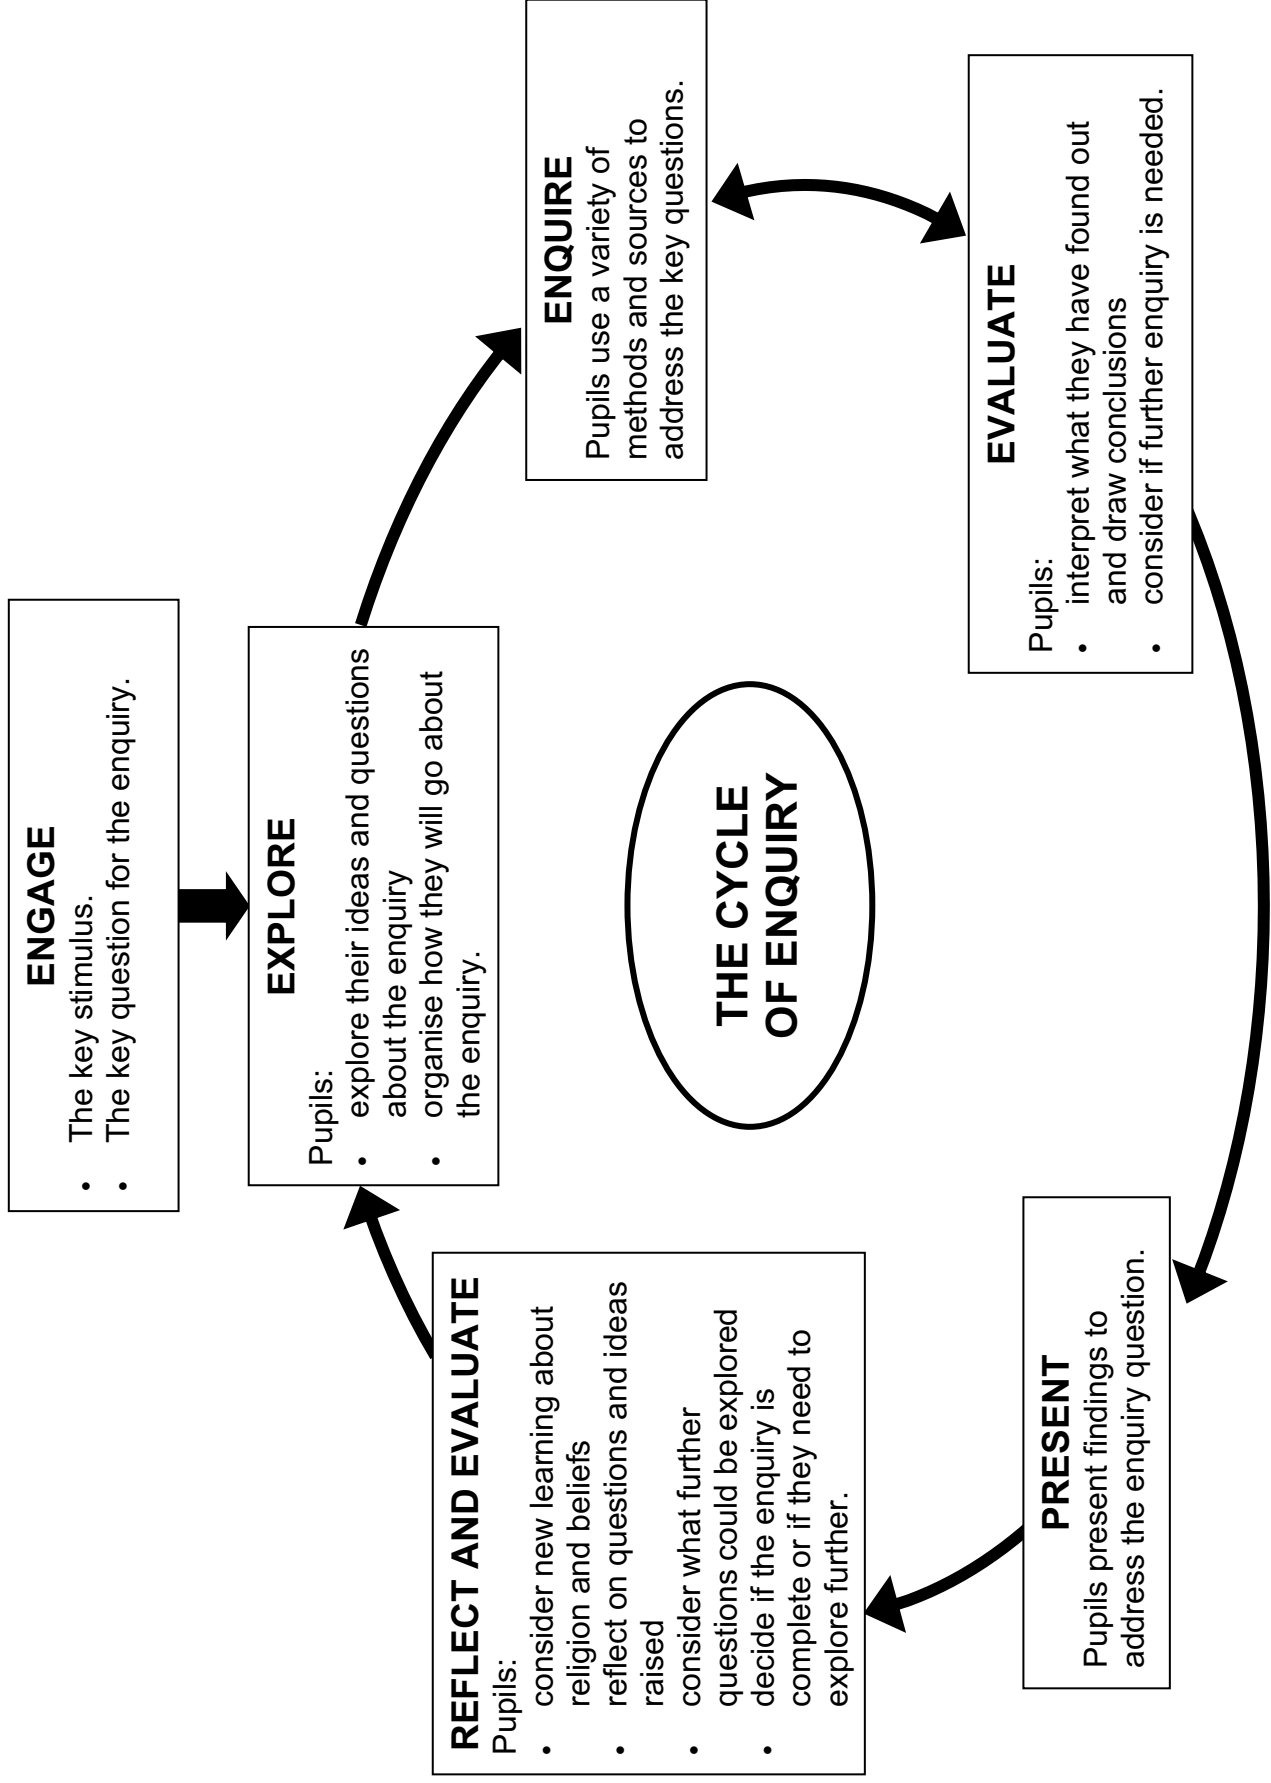 ENGAGE
• The key stimulus.
• The key question for the enquiry.
EXPLORE
Pupils:
• explore their ideas and questions
about the enquiry
• organise how they will go about
the enquiry.
ENQUIRE
Pupils use a variety of
methods and sources to
address the key questions.
EVALUATE
Pupils:
• interpret what they have found out
and draw conclusions
• consider if further enquiry is needed.
PRESENT
Pupils present findings to
address the enquiry question.
REFLECT AND EVALUATE
Pupils:
• consider new learning about
religion and beliefs
• reflect on questions and ideas
raised
• consider what further
questions could be explored
• decide if the enquiry is
complete or if they need to
explore further.
THE CYCLE
OF ENQUIRY